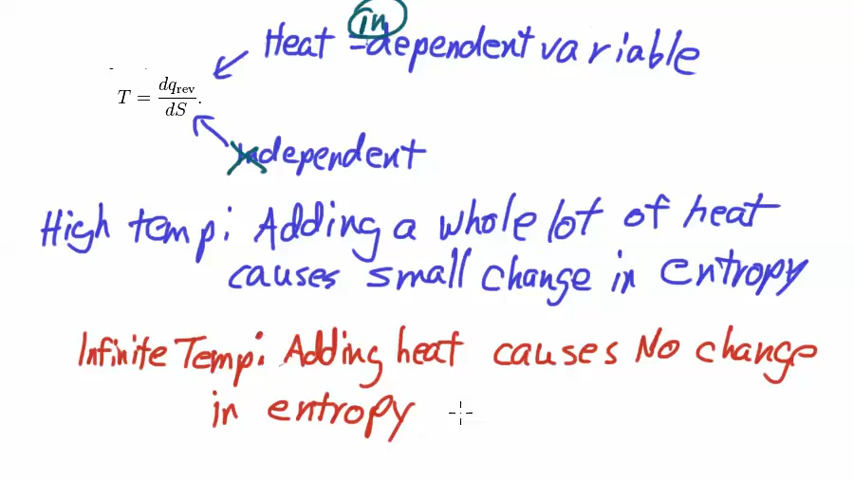 in
Heat -dependent variable
T = dq_rev/dS.
dependent
High temp: Adding a whole lot of heat
causes small change in entropy
Infinite Temp: Adding heat causes No change
in entropy